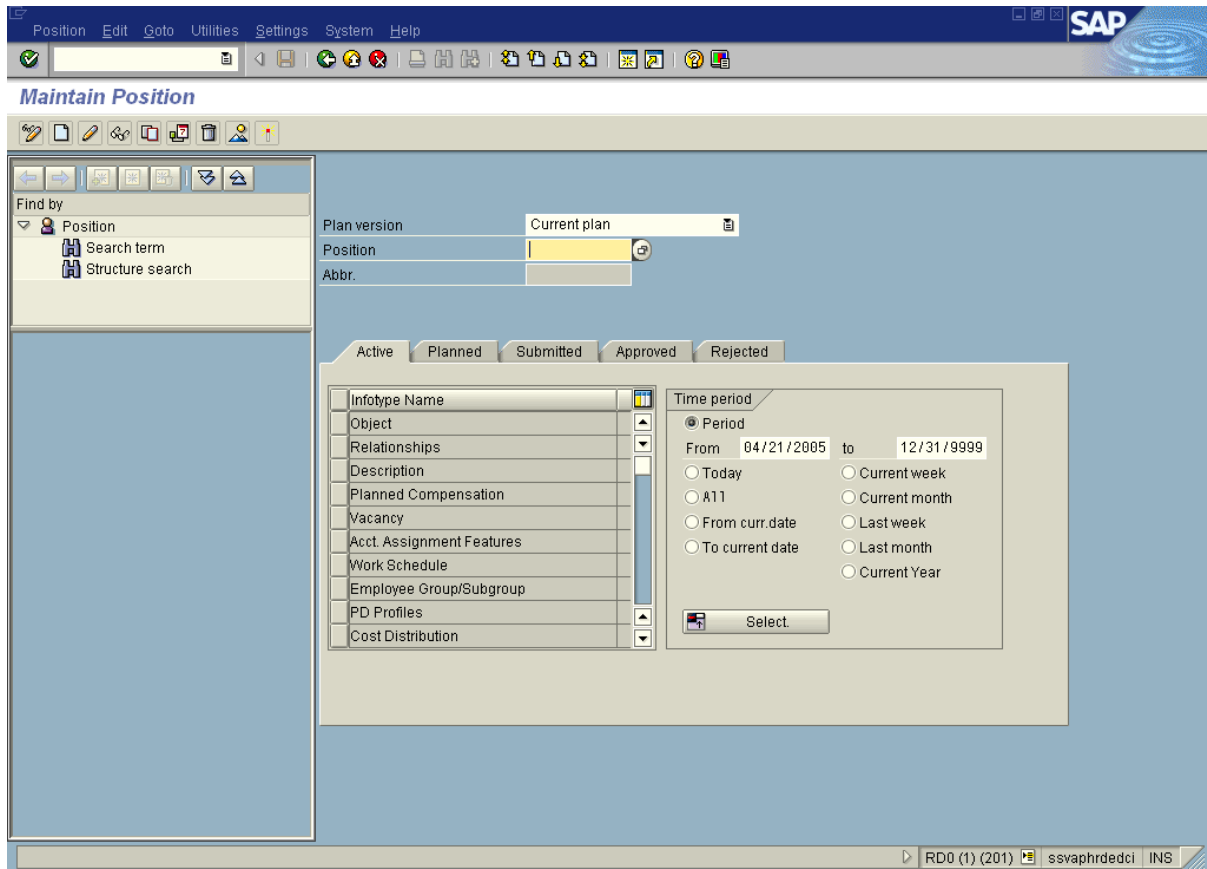 Position Edit Goto Utilities Settings System Help
SAP
Maintain Position
Find by
Position
Search term
Structure search
Plan version Current plan
Position
Abbr.
Active Planned Submitted Approved Rejected
Infotype Name
Object
Relationships
Description
Planned Compensation
Vacancy
Acct. Assignment Features
Work Schedule
Employee Group/Subgroup
PD Profiles
Cost Distribution
Time period
Period
From 04/21/2005 to 12/31/9999
Today Current week
All Current month
From curr.date Last week
To current date Last month
Current Year
Select.
RD0 (1) (201) ssvaphrdedci INS